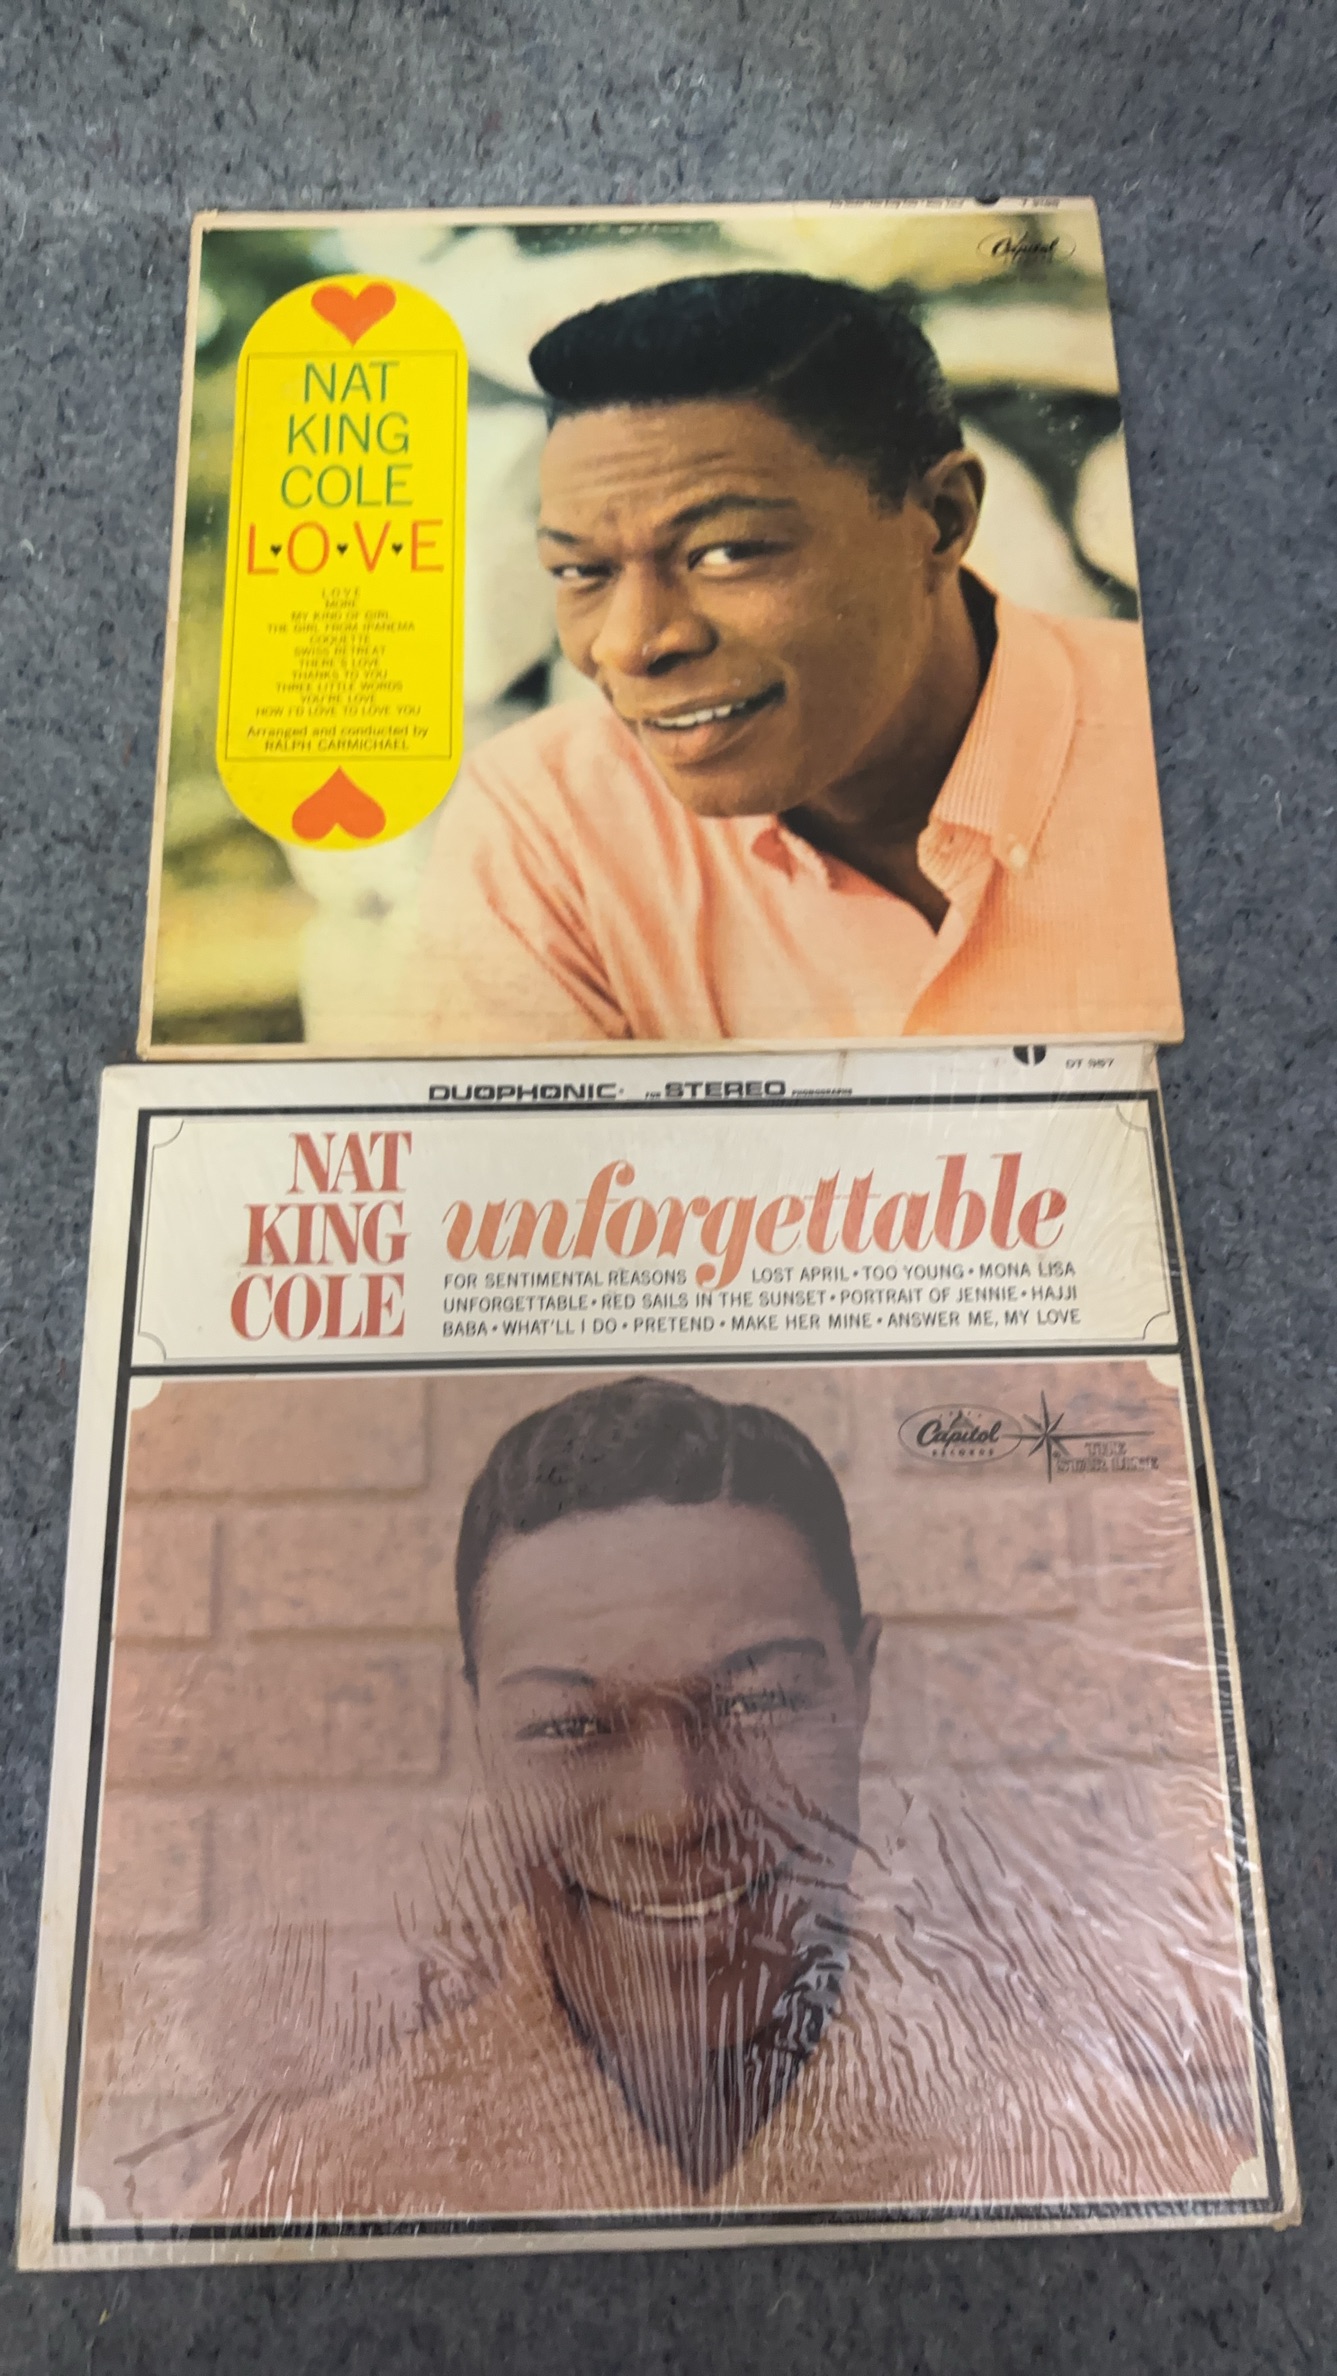 Capitol
NAT
KING
COLE
L·O·V·E
L·O·V·E
MORE
MY KIND OF GIRL
THE GIRL FROM IPANEMA
COQUETTE
SWISS RETREAT
THERE'S LOVE
THANKS TO YOU
THREE LITTLE WORDS
YOU'RE LOVE
HOW I'D LOVE TO LOVE YOU
Arranged and conducted by
RALPH CARMICHAEL
DT 957
DUOPHONIC FOR STEREO PHONOGRAPHS
NAT
KING
COLE
unforgettable
FOR SENTIMENTAL REASONS LOST APRIL • TOO YOUNG • MONA LISA
UNFORGETTABLE • RED SAILS IN THE SUNSET • PORTRAIT OF JENNIE • HAJJI
BABA • WHAT'LL I DO • PRETEND • MAKE HER MINE • ANSWER ME, MY LOVE
Capitol
RECORDS
THE
STAR LINE